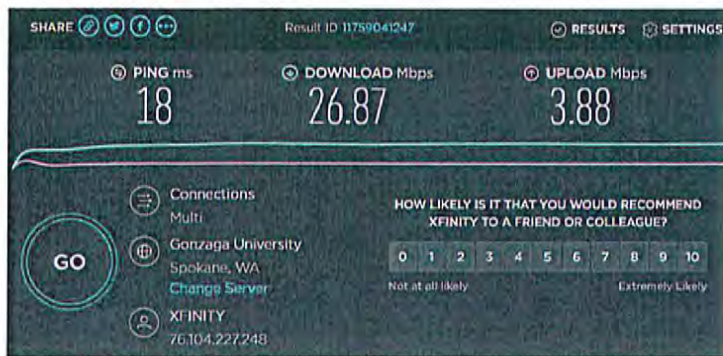 SHARE
Result ID 11759041247
RESULTS SETTINGS
PING ms DOWNLOAD Mbps UPLOAD Mbps
18 26.87 3.88
Connections
Multi
Gonzaga University
Spokane, WA
Change Server
XFINITY
76.104.227.248
GO
HOW LIKELY IS IT THAT YOU WOULD RECOMMEND
XFINITY TO A FRIEND OR COLLEAGUE?
0 1 2 3 4 5 6 7 8 9 10
Not at all likely Extremely Likely